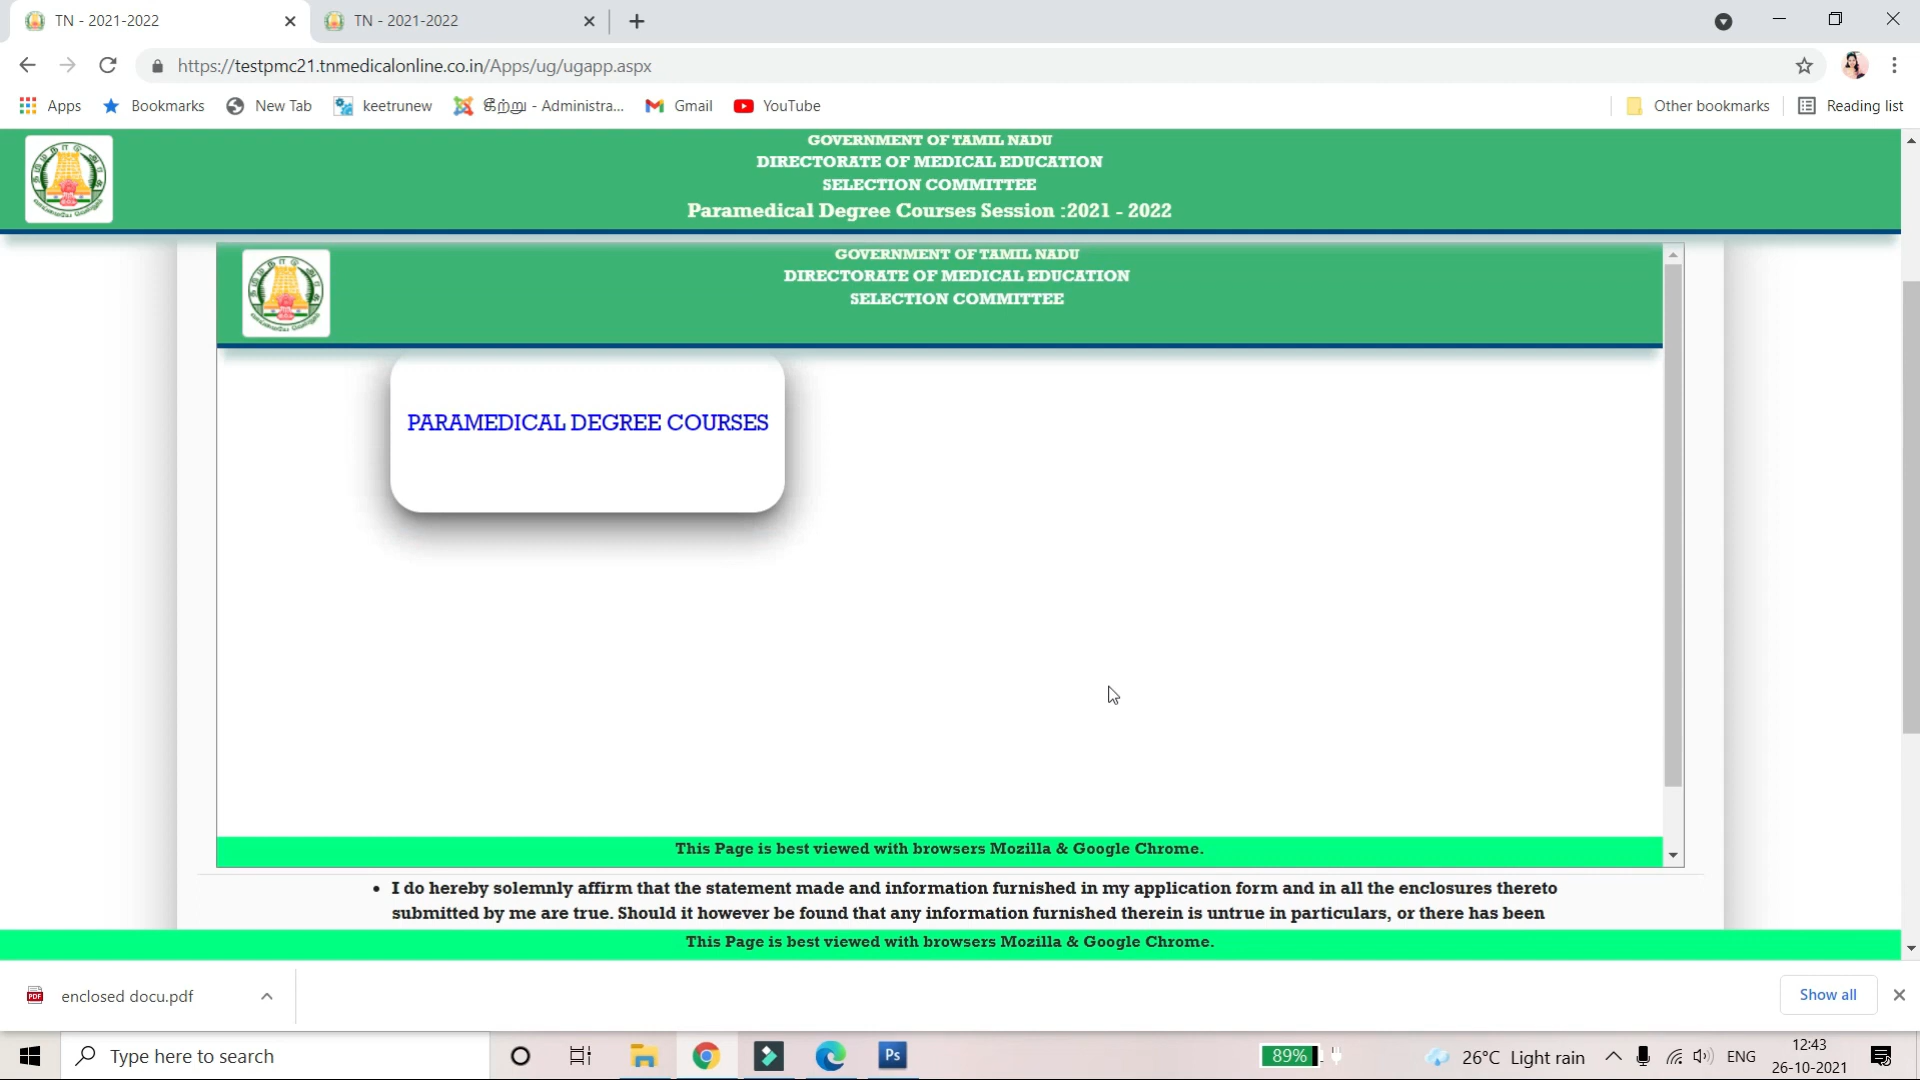 TN - 2021-2022
TN - 2021-2022
https://testpmc21.tnmedicalonline.co.in/Apps/ug/ugapp.aspx
Apps
Bookmarks
New Tab
keetrunew
கீற்று - Administra...
Gmail
YouTube
Other bookmarks
Reading list
GOVERNMENT OF TAMIL NADU
DIRECTORATE OF MEDICAL EDUCATION
SELECTION COMMITTEE
Paramedical Degree Courses Session :2021 - 2022
GOVERNMENT OF TAMIL NADU
DIRECTORATE OF MEDICAL EDUCATION
SELECTION COMMITTEE
PARAMEDICAL DEGREE COURSES
This Page is best viewed with browsers Mozilla & Google Chrome.
• I do hereby solemnly affirm that the statement made and information furnished in my application form and in all the enclosures thereto
submitted by me are true. Should it however be found that any information furnished therein is untrue in particulars, or there has been
This Page is best viewed with browsers Mozilla & Google Chrome.
PDF
enclosed docu.pdf
Show all
Type here to search
Ps
89%
26°C Light rain
ENG
12:43
26-10-2021